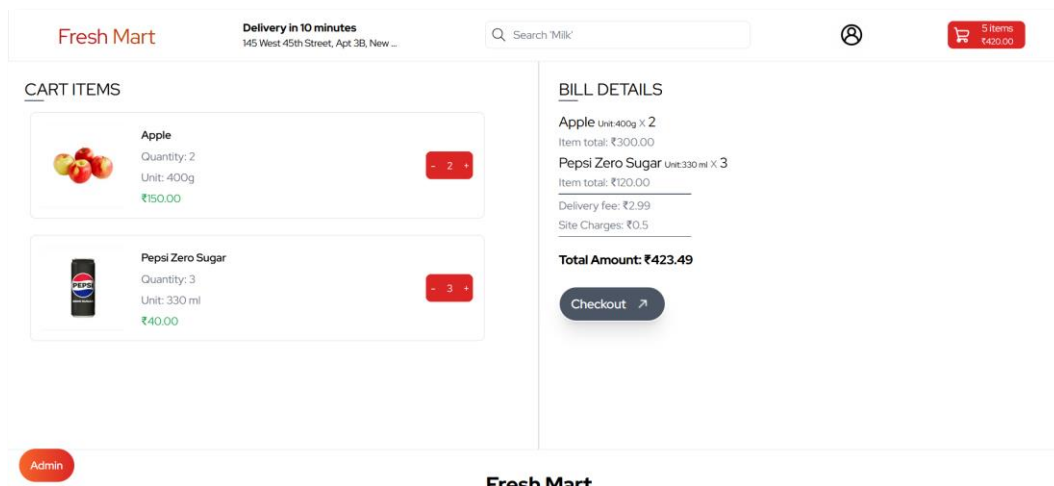 Fresh Mart
Delivery in 10 minutes
145 West 45th Street, Apt 3B, New ...
Search 'Milk'
5 items
₹420.00
CART ITEMS
Apple
Quantity: 2
Unit: 400g
₹150.00
- 2 +
PEPSI
Pepsi Zero Sugar
Quantity: 3
Unit: 330 ml
₹40.00
- 3 +
BILL DETAILS
Apple Unit:400g X 2
Item total: ₹300.00
Pepsi Zero Sugar Unit:330 ml X 3
Item total: ₹120.00
Delivery fee: ₹2.99
Site Charges: ₹0.5
Total Amount: ₹423.49
Checkout
Admin
Fresh Mart